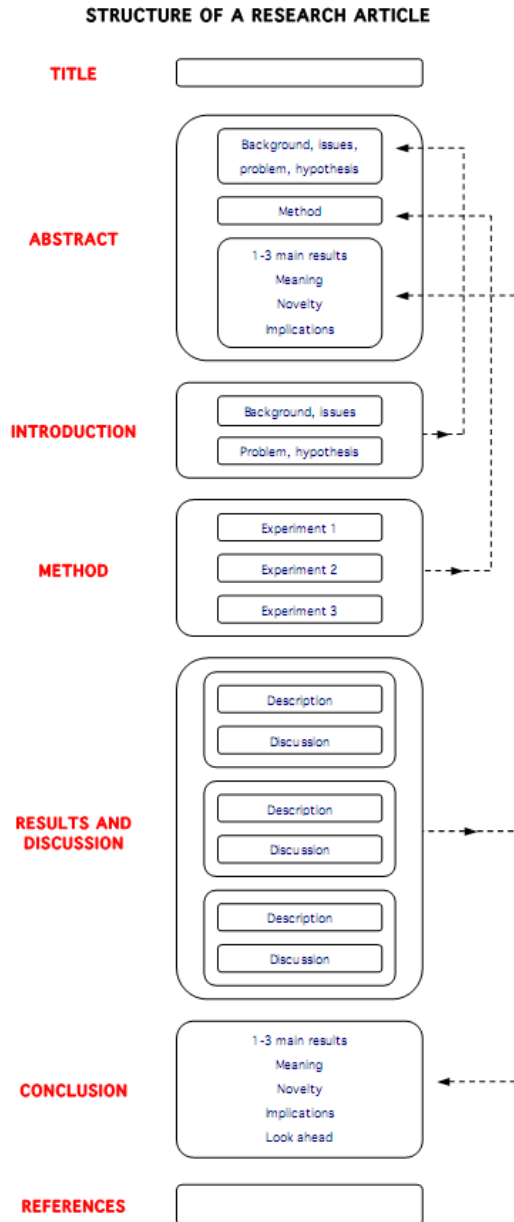 STRUCTURE OF A RESEARCH ARTICLE
TITLE
ABSTRACT
Background, issues,
problem, hypothesis
Method
1-3 main results
Meaning
Novelty
Implications
INTRODUCTION
Background, issues
Problem, hypothesis
METHOD
Experiment 1
Experiment 2
Experiment 3
RESULTS AND
DISCUSSION
Description
Discussion
Description
Discussion
Description
Discussion
CONCLUSION
1-3 main results
Meaning
Novelty
Implications
Look ahead
REFERENCES